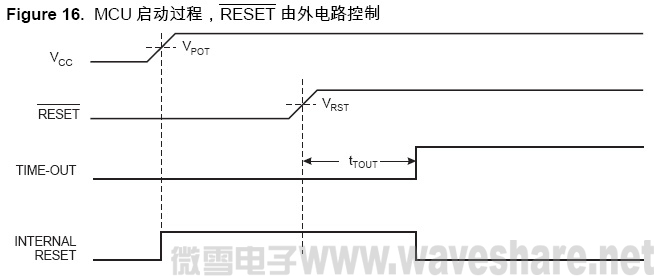 Figure 16. MCU 启动过程，RESET 由外电路控制
VCC
VPOT
RESET
VRST
TIME-OUT
tTOUT
INTERNAL
RESET
微雪电子www.waveshare.net